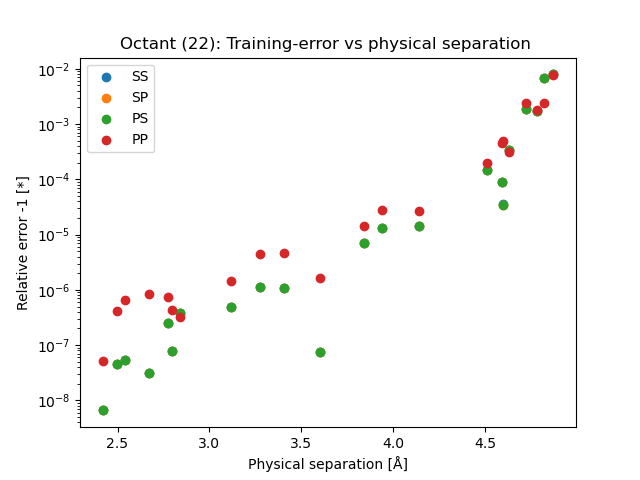 Octant (22): Training-error vs physical separation
SS
SP
PS
PP
Relative error -1 [*]
10⁻²
10⁻³
10⁻⁴
10⁻⁵
10⁻⁶
10⁻⁷
10⁻⁸
2.5 3.0 3.5 4.0 4.5
Physical separation [Å]